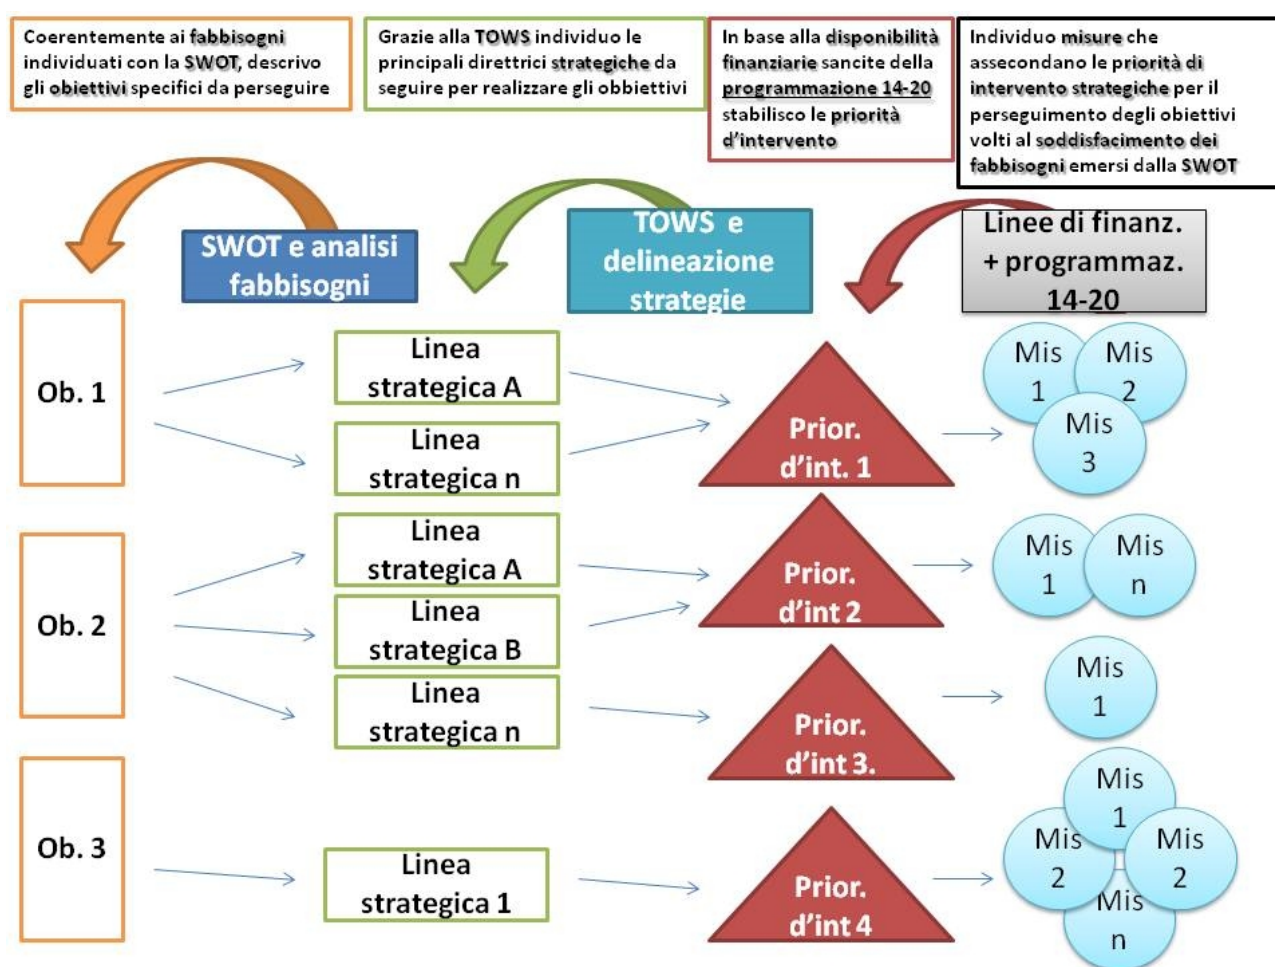 Coerentemente ai fabbisogni
individuati con la SWOT, descrivo
gli obiettivi specifici da perseguire
Grazie alla TOWS individuo le
principali direttrici strategiche da
seguire per realizzare gli obbiettivi
In base alla disponibilità
finanziarie sancite della
programmazione 14-20
stabilisco le priorità
d'intervento
Individuo misure che
assecondano le priorità di
intervento strategiche per il
perseguimento degli obiettivi
volti al soddisfacimento dei
fabbisogni emersi dalla SWOT
SWOT e analisi
fabbisogni
TOWS e
delineazione
strategie
Linee di finanz.
+ programmaz.
14-20
Ob. 1
Linea
strategica A
Linea
strategica n
Prior.
d'int. 1
Mis
1
Mis
2
Mis
3
Ob. 2
Linea
strategica A
Linea
strategica B
Linea
strategica n
Prior.
d'int 2
Mis
1
Mis
n
Prior.
d'int 3.
Mis
1
Ob. 3
Linea
strategica 1
Prior.
d'int 4
Mis
1
Mis
2
Mis
2
Mis
n